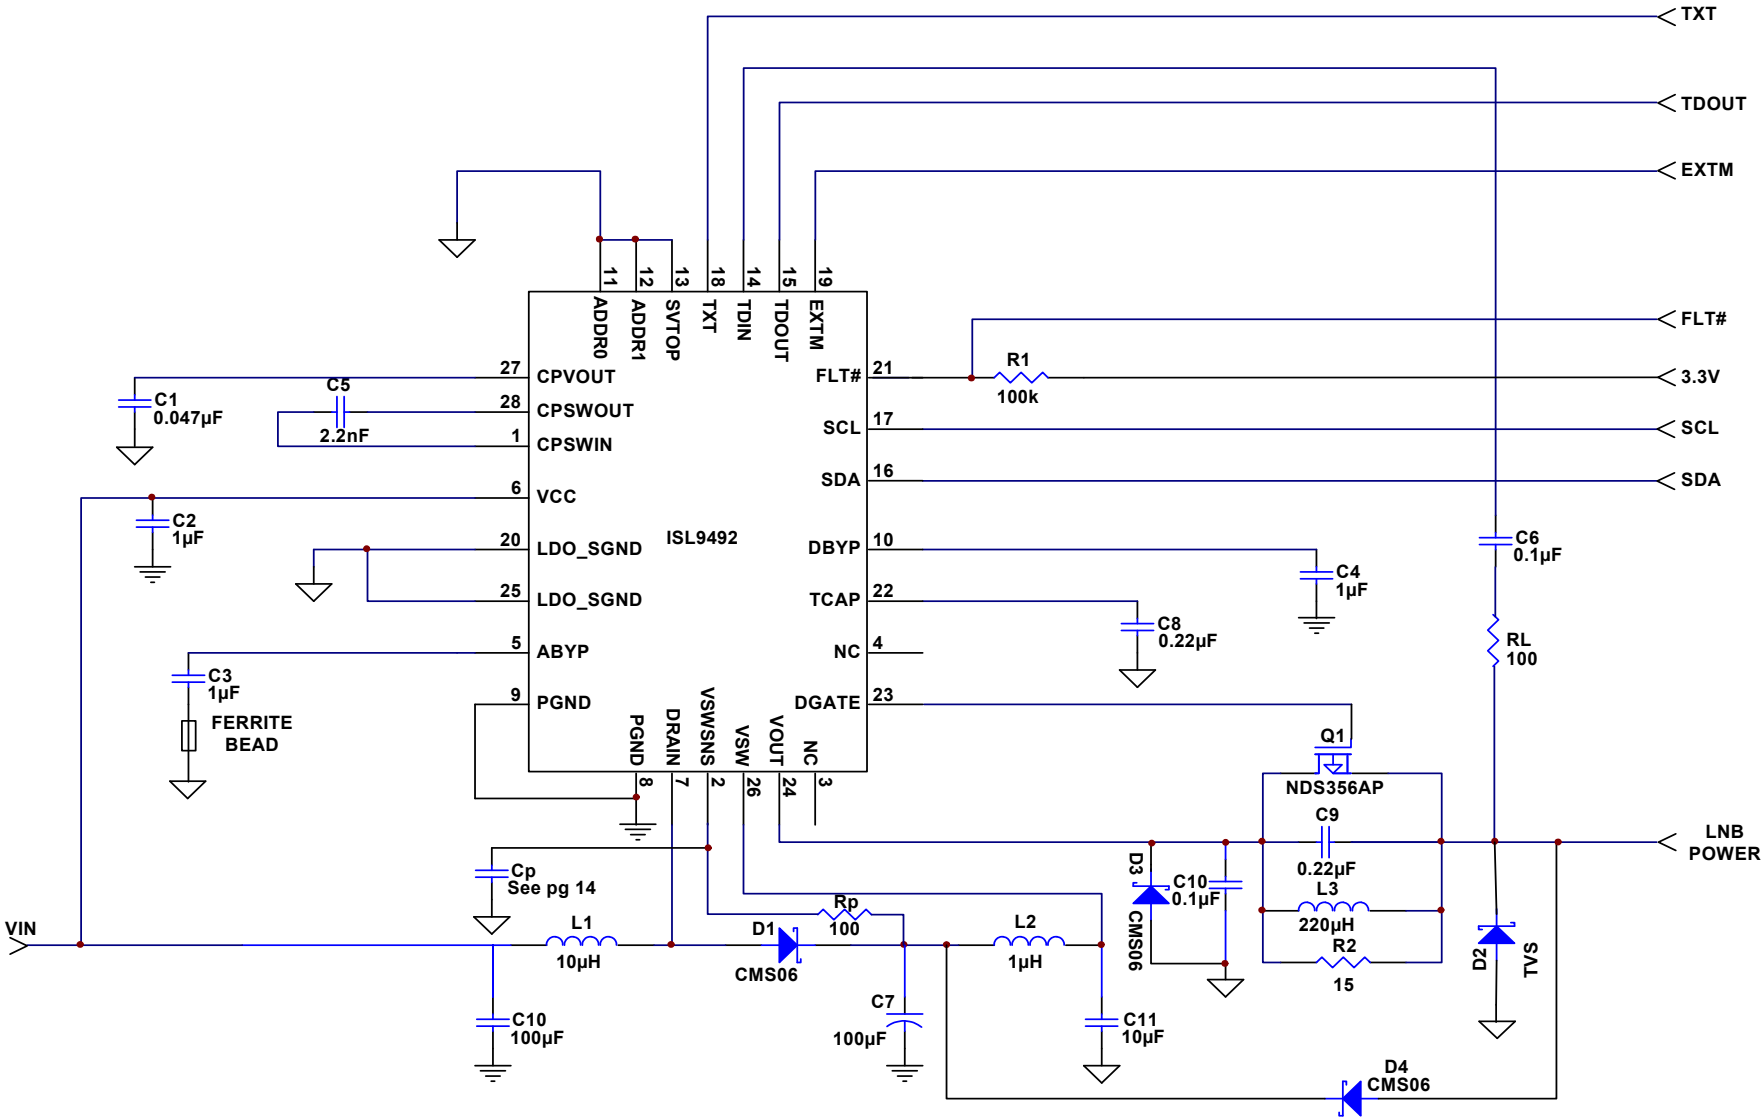 TXT
TDOUT
EXTM
11
12
13
18
14
15
19
ADDR0
ADDR1
SVTOP
TXT
TDIN
TDOUT
EXTM
FLT#
27
CPVOUT
FLT#
21
R1
100k
3.3V
C1
0.047µF
C5
2.2nF
28
CPSWOUT
1
CPSWIN
SCL
17
SCL
SDA
16
SDA
6
VCC
C2
1µF
ISL9492
20
LDO_SGND
DBYP
10
C4
1µF
C6
0.1µF
25
LDO_SGND
TCAP
22
C8
0.22µF
RL
100
5
ABYP
NC
4
C3
1µF
FERRITE
BEAD
9
PGND
DGATE
23
PGND
DRAIN
VSWSNS
VSW
VOUT
NC
8
7
2
26
24
3
Q1
NDS356AP
C9
0.22µF
LNB
POWER
Cp
See pg 14
D3
CMS06
C10
0.1µF
L3
220µH
R2
15
D2
TVS
VIN
L1
10µH
D1
CMS06
Rp
100
L2
1µH
C10
100µF
C7
100µF
C11
10µF
D4
CMS06